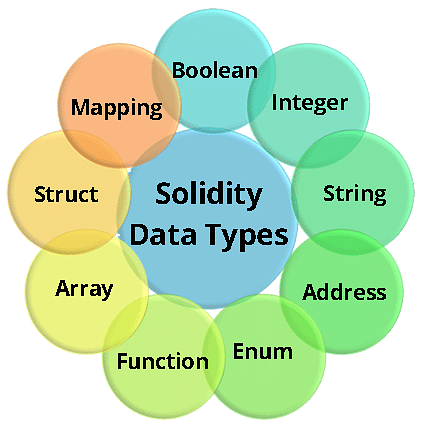 Solidity
Data Types
Boolean
Integer
String
Address
Enum
Function
Array
Struct
Mapping